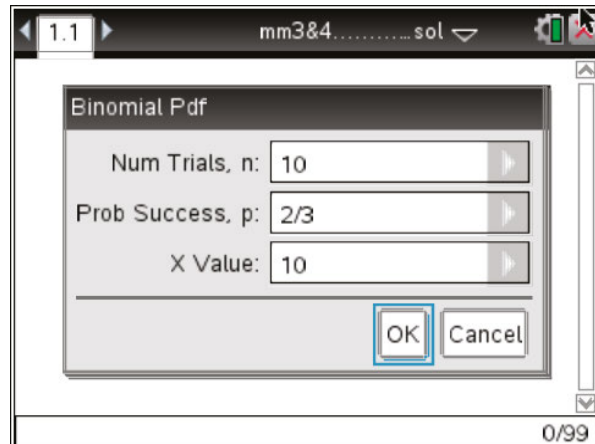 1.1 mm3&4............sol
Binomial Pdf
Num Trials, n: 10
Prob Success, p: 2/3
X Value: 10
OK Cancel
0/99